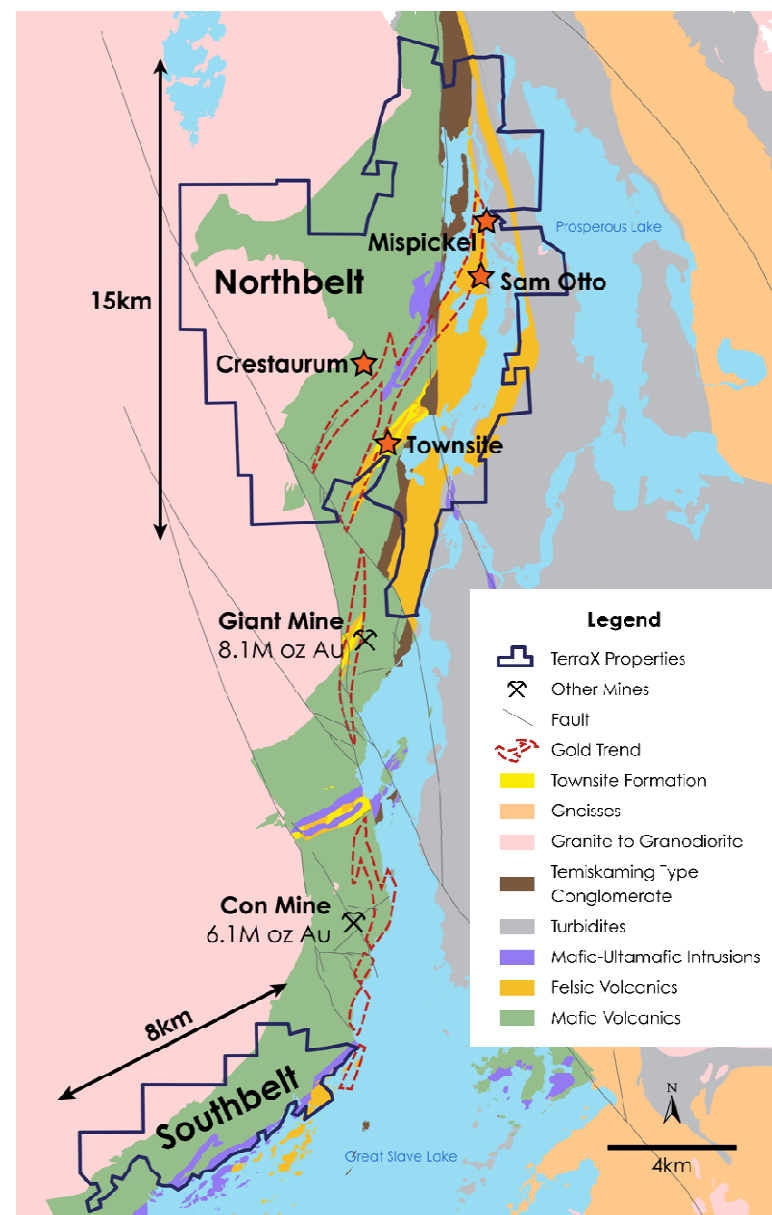 Prosperous Lake
Mispickel
Northbelt
Sam Otto
15km
Crestaurum
Townsite
Giant Mine
8.1M oz Au
Legend
TerraX Properties
Other Mines
Fault
Gold Trend
Townsite Formation
Gneisses
Granite to Granodiorite
Temiskaming Type
Conglomerate
Turbidites
Mafic-Ultamafic Intrusions
Felsic Volcanics
Mafic Volcanics
Con Mine
6.1M oz Au
8km
Southbelt
N
Great Slave Lake
4km